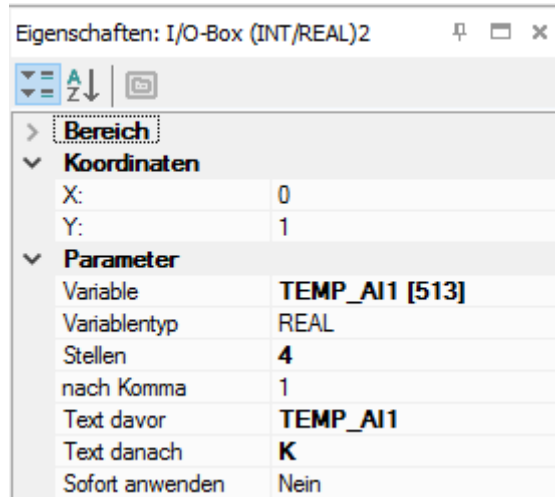 Eigenschaften: I/O-Box (INT/REAL)2
Bereich
Koordinaten
X: 0
Y: 1
Parameter
Variable TEMP_AI1 [513]
Variablentyp REAL
Stellen 4
nach Komma 1
Text davor TEMP_AI1
Text danach K
Sofort anwenden Nein